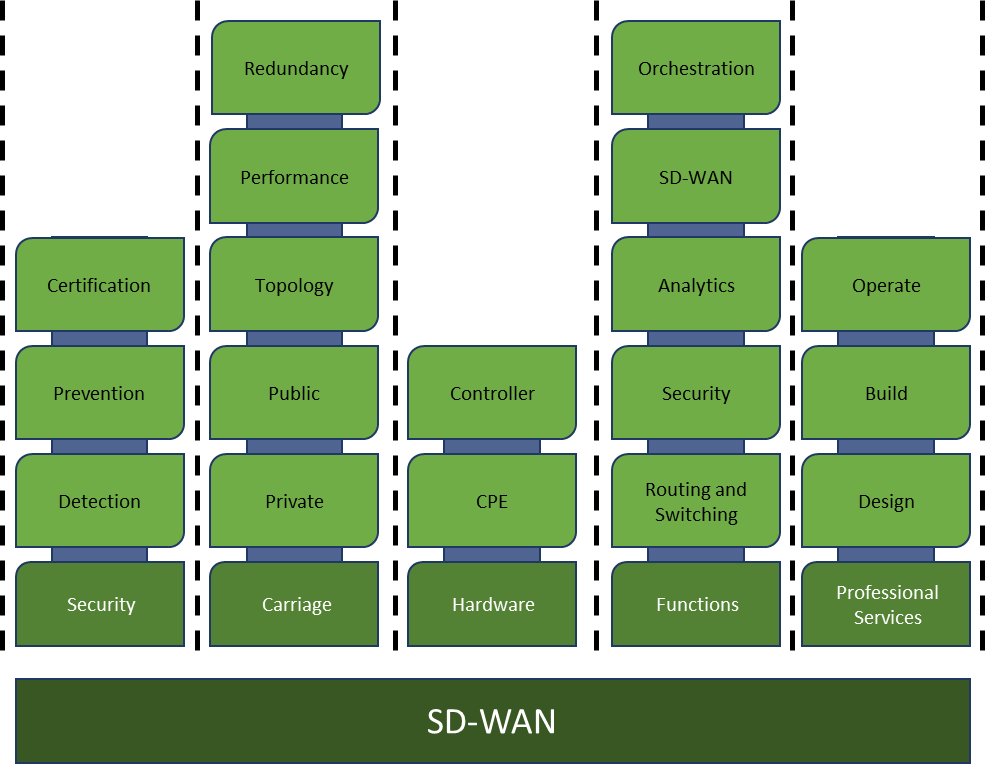 Redundancy
Orchestration
Performance
SD-WAN
Certification
Topology
Analytics
Operate
Prevention
Public
Controller
Security
Build
Detection
Private
CPE
Routing and
Switching
Design
Security
Carriage
Hardware
Functions
Professional
Services
SD-WAN